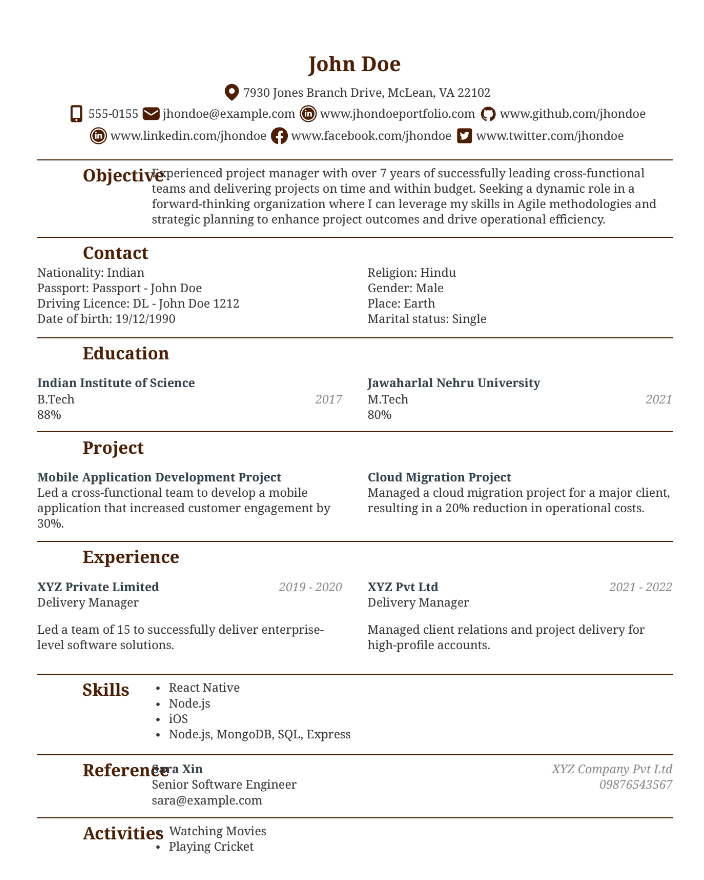 John Doe
7930 Jones Branch Drive, McLean, VA 22102
555-0155 jhondoe@example.com www.jhondoeportfolio.com www.github.com/jhondoe
www.linkedin.com/jhondoe www.facebook.com/jhondoe www.twitter.com/jhondoe
Objective
Experienced project manager with over 7 years of successfully leading cross-functional
teams and delivering projects on time and within budget. Seeking a dynamic role in a
forward-thinking organization where I can leverage my skills in Agile methodologies and
strategic planning to enhance project outcomes and drive operational efficiency.
Contact
Nationality: Indian
Passport: Passport - John Doe
Driving Licence: DL - John Doe 1212
Date of birth: 19/12/1990
Religion: Hindu
Gender: Male
Place: Earth
Marital status: Single
Education
Indian Institute of Science
B.Tech 2017
88%
Jawaharlal Nehru University
M.Tech 2021
80%
Project
Mobile Application Development Project
Led a cross-functional team to develop a mobile
application that increased customer engagement by
30%.
Cloud Migration Project
Managed a cloud migration project for a major client,
resulting in a 20% reduction in operational costs.
Experience
XYZ Private Limited 2019 - 2020
Delivery Manager
Led a team of 15 to successfully deliver enterprise-
level software solutions.
XYZ Pvt Ltd 2021 - 2022
Delivery Manager
Managed client relations and project delivery for
high-profile accounts.
Skills
• React Native
• Node.js
• iOS
• Node.js, MongoDB, SQL, Express
Reference
Sara Xin XYZ Company Pvt Ltd
Senior Software Engineer 09876543567
sara@example.com
Activities
• Watching Movies
• Playing Cricket